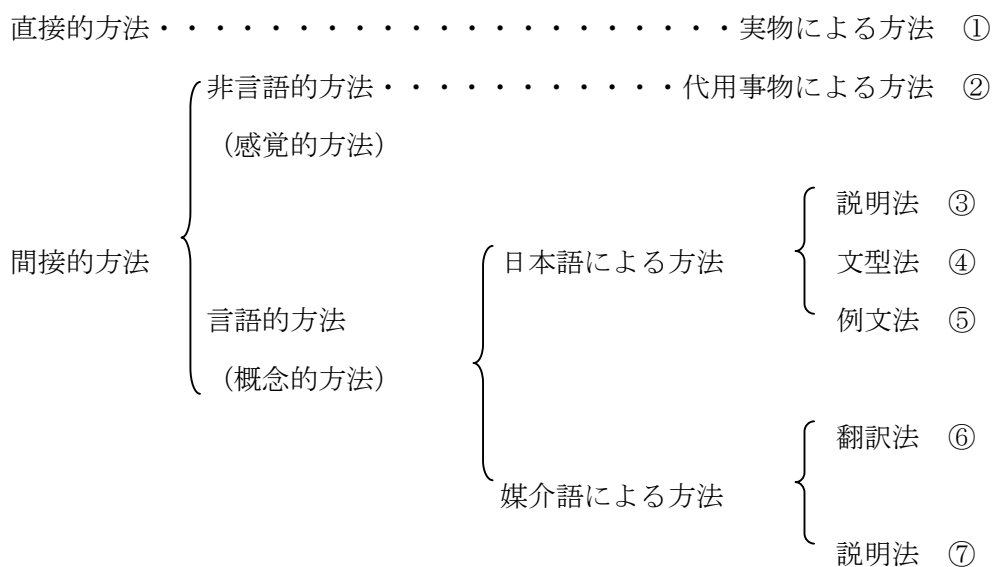 直接的方法・・・・・・・・・・・・・・・・・・・・・実物による方法 ①
非言語的方法・・・・・・・・・・・代用事物による方法 ②
（感覚的方法）
説明法 ③
間接的方法 日本語による方法 文型法 ④
言語的方法 例文法 ⑤
（概念的方法）
翻訳法 ⑥
媒介語による方法
説明法 ⑦